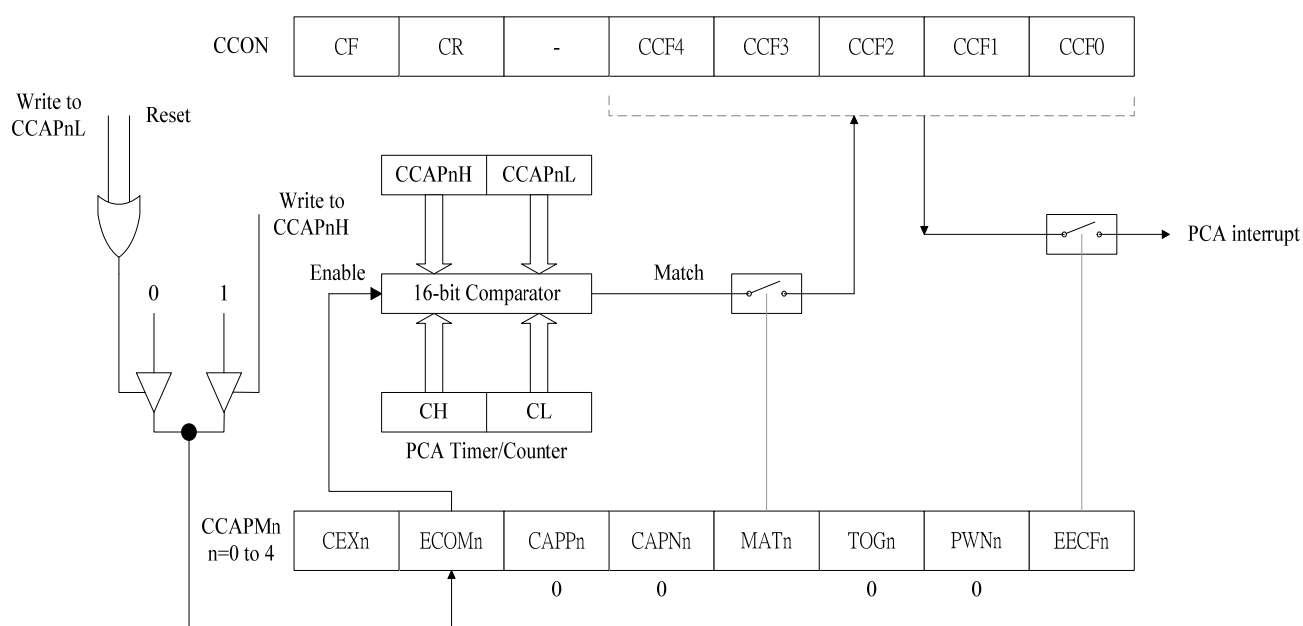 CCON CF CR - CCF4 CCF3 CCF2 CCF1 CCF0
Write to
CCAPnL
Reset
CCAPnH CCAPnL
Write to
CCAPnH
PCA interrupt
Enable
16-bit Comparator
Match
0 1
CH CL
PCA Timer/Counter
CCAPMn
n=0 to 4
CEXn ECOMn CAPPn CAPNn MATn TOGn PWNn EECFn
0 0 0 0